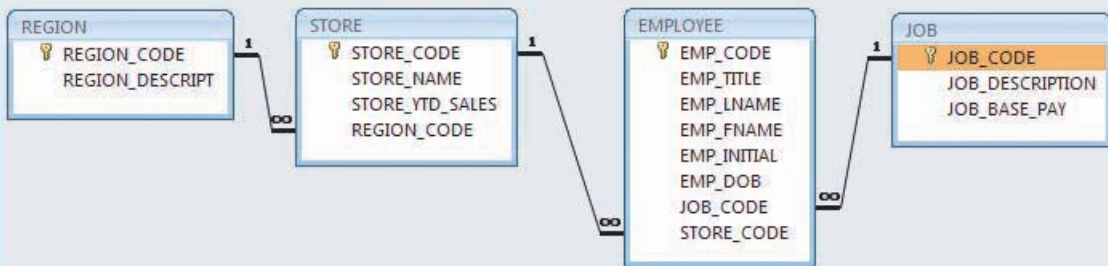 REGION
REGION_CODE
REGION_DESCRIPT
1
∞
STORE
STORE_CODE
STORE_NAME
STORE_YTD_SALES
REGION_CODE
1
∞
EMPLOYEE
EMP_CODE
EMP_TITLE
EMP_LNAME
EMP_FNAME
EMP_INITIAL
EMP_DOB
JOB_CODE
STORE_CODE
1
∞
JOB
JOB_CODE
JOB_DESCRIPTION
JOB_BASE_PAY